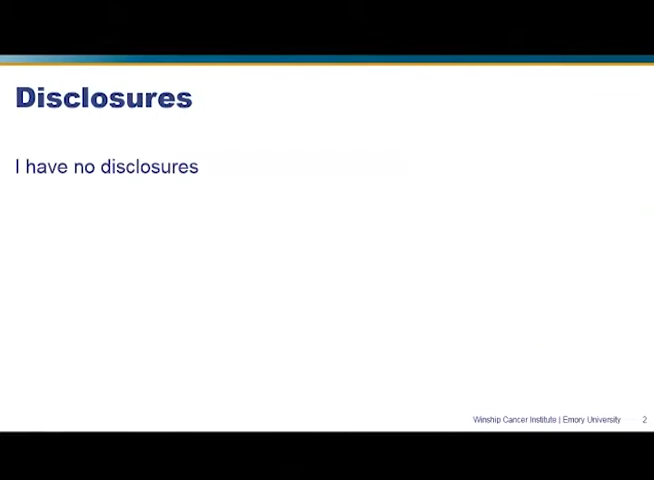 Disclosures
I have no disclosures
Winship Cancer Institute | Emory University 2